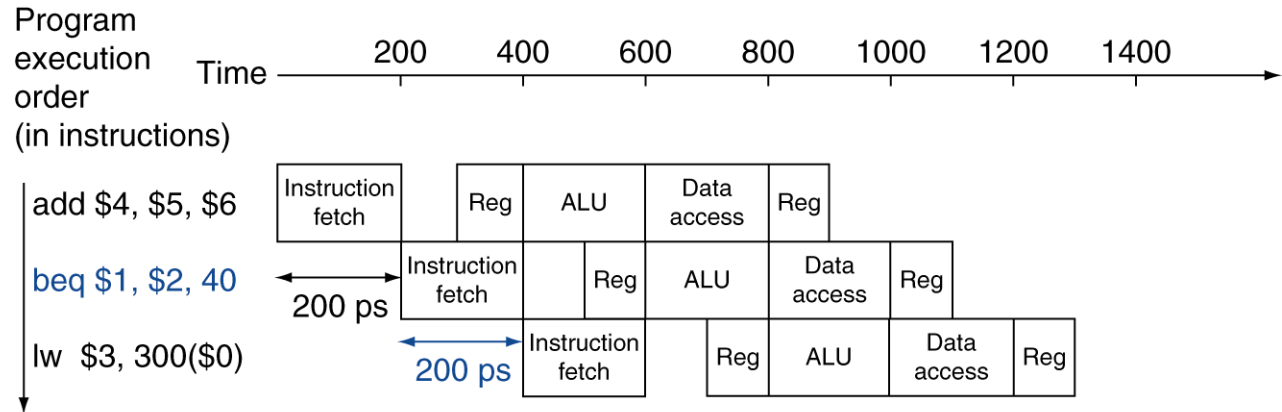 Program
execution
order
(in instructions)
Time
200 400 600 800 1000 1200 1400
add $4, $5, $6
Instruction
fetch
Reg
ALU
Data
access
Reg
beq $1, $2, 40
200 ps
Instruction
fetch
Reg
ALU
Data
access
Reg
lw $3, 300($0)
200 ps
Instruction
fetch
Reg
ALU
Data
access
Reg